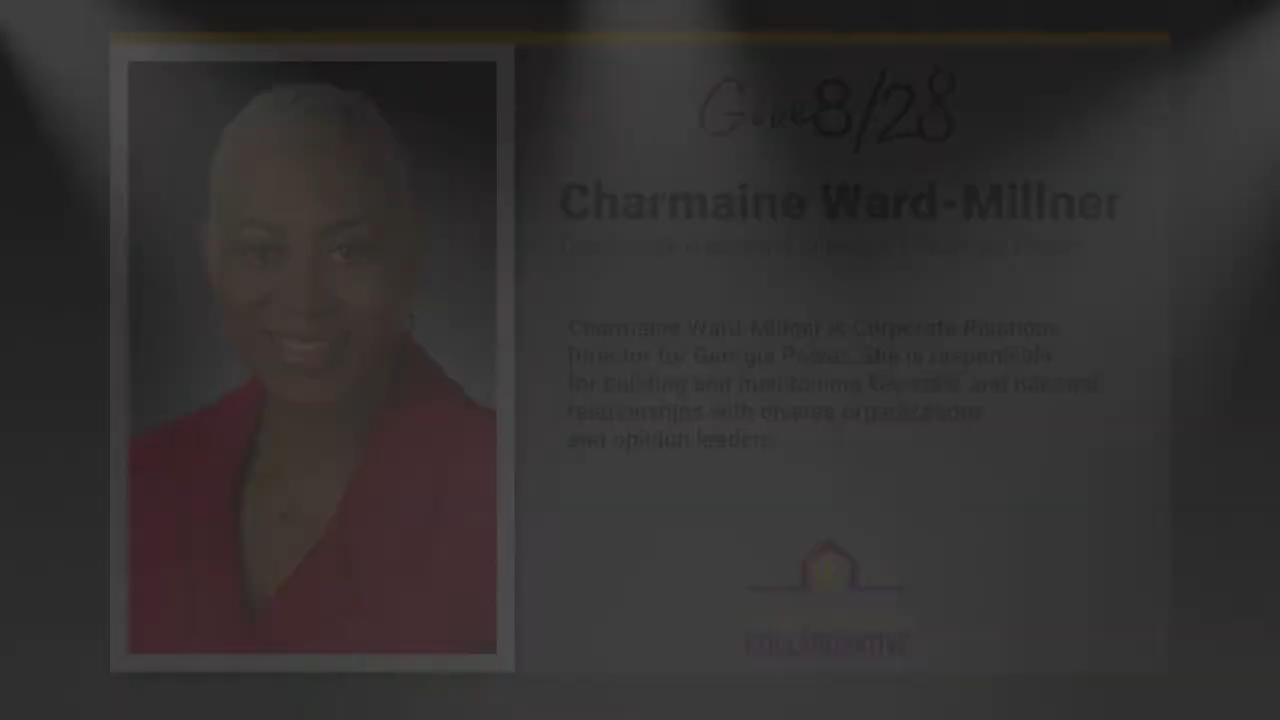 Give8/28
Charmaine Ward-Millner
Charmaine Ward-Millner is Corporate Relations
Director for Georgia Power. She is responsible
for building and maintaining and national
relationships with diverse organizations
and opinion leaders.
COLLABORATIVE